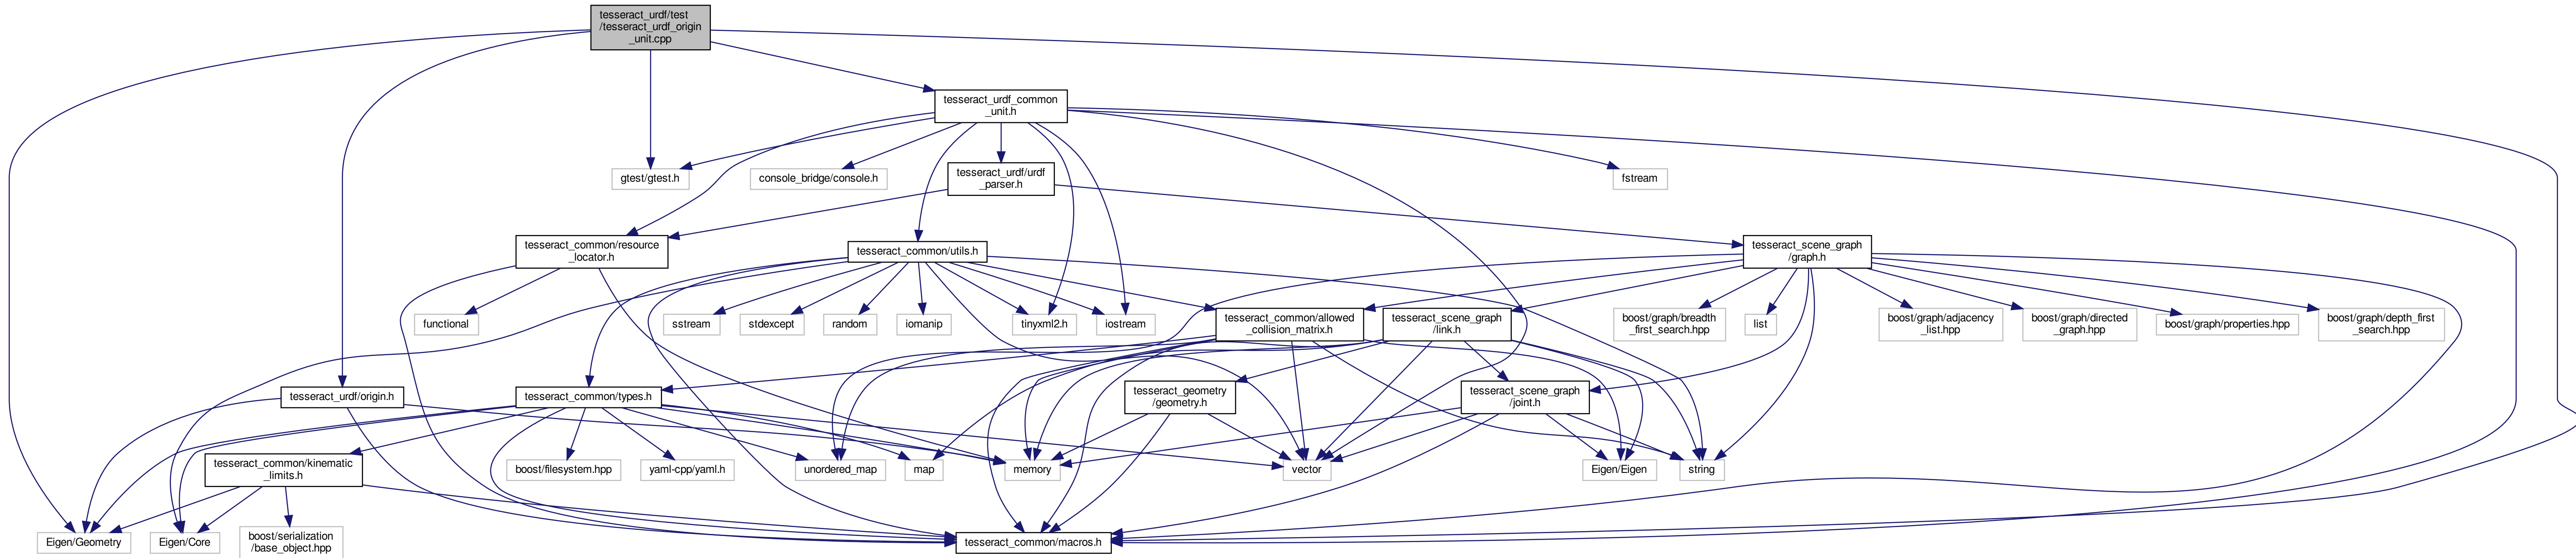 tesseract_urdf/test
/tesseract_urdf_origin
_unit.cpp
tesseract_urdf_common
_unit.h
gtest/gtest.h
console_bridge/console.h
tesseract_urdf/urdf
_parser.h
fstream
tesseract_common/resource
_locator.h
tesseract_common/utils.h
tesseract_scene_graph
/graph.h
functional
sstream
stdexcept
random
iomanip
tinyxml2.h
iostream
tesseract_common/allowed
_collision_matrix.h
tesseract_scene_graph
/link.h
boost/graph/breadth
_first_search.hpp
list
boost/graph/adjacency
_list.hpp
boost/graph/directed
_graph.hpp
boost/graph/properties.hpp
boost/graph/depth_first
_search.hpp
tesseract_urdf/origin.h
tesseract_common/types.h
tesseract_geometry
/geometry.h
tesseract_scene_graph
/joint.h
tesseract_common/kinematic
_limits.h
boost/filesystem.hpp
yaml-cpp/yaml.h
unordered_map
map
memory
vector
Eigen/Eigen
string
Eigen/Geometry
Eigen/Core
boost/serialization
/base_object.hpp
tesseract_common/macros.h